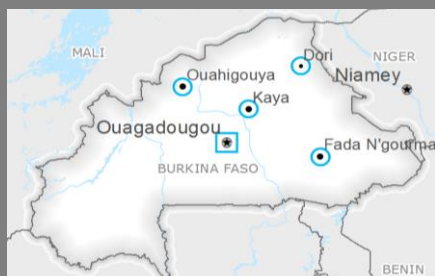 MALI
NIGER
Dori
Ouahigouya
Niamey
Kaya
Ouagadougou
Fada N'gourma
BURKINA FASO
BENIN